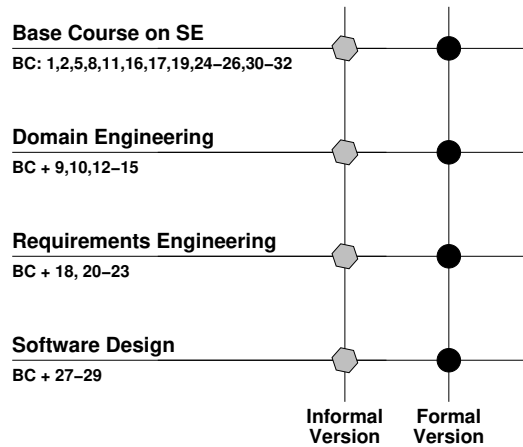 Base Course on SE
BC: 1,2,5,8,11,16,17,19,24−26,30−32
Domain Engineering
BC + 9,10,12−15
Requirements Engineering
BC + 18, 20−23
Software Design
BC + 27−29
Informal Version
Formal Version